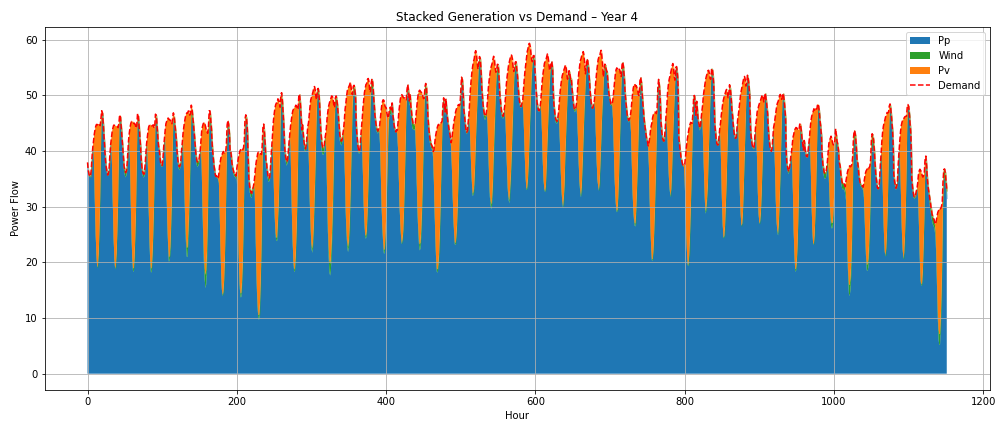 Stacked Generation vs Demand – Year 4
Power Flow
60
50
40
30
20
10
0
Pp
Wind
Pv
Demand
0 200 400 600 800 1000 1200
Hour